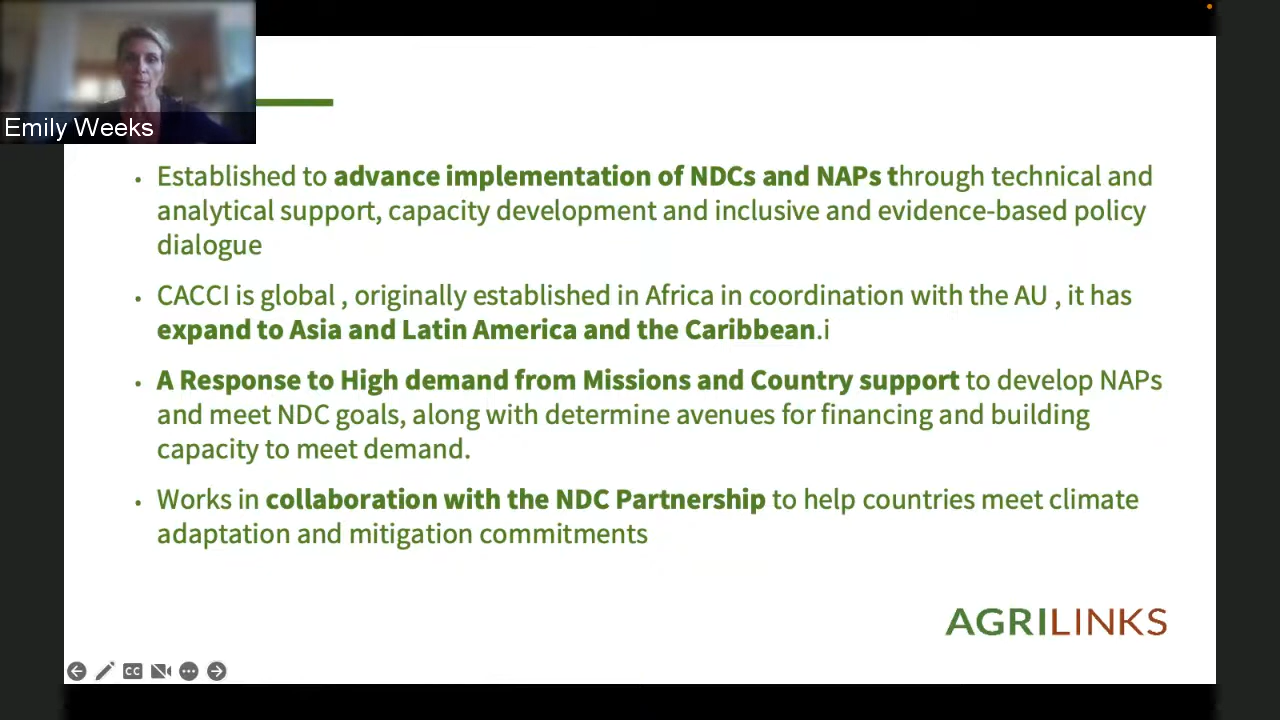 Emily Weeks
• Established to advance implementation of NDCs and NAPs through technical and
analytical support, capacity development and inclusive and evidence-based policy
dialogue
• CACCI is global , originally established in Africa in coordination with the AU , it has
expand to Asia and Latin America and the Caribbean.i
• A Response to High demand from Missions and Country support to develop NAPs
and meet NDC goals, along with determine avenues for financing and building
capacity to meet demand.
• Works in collaboration with the NDC Partnership to help countries meet climate
adaptation and mitigation commitments
AGRILINKS
CC